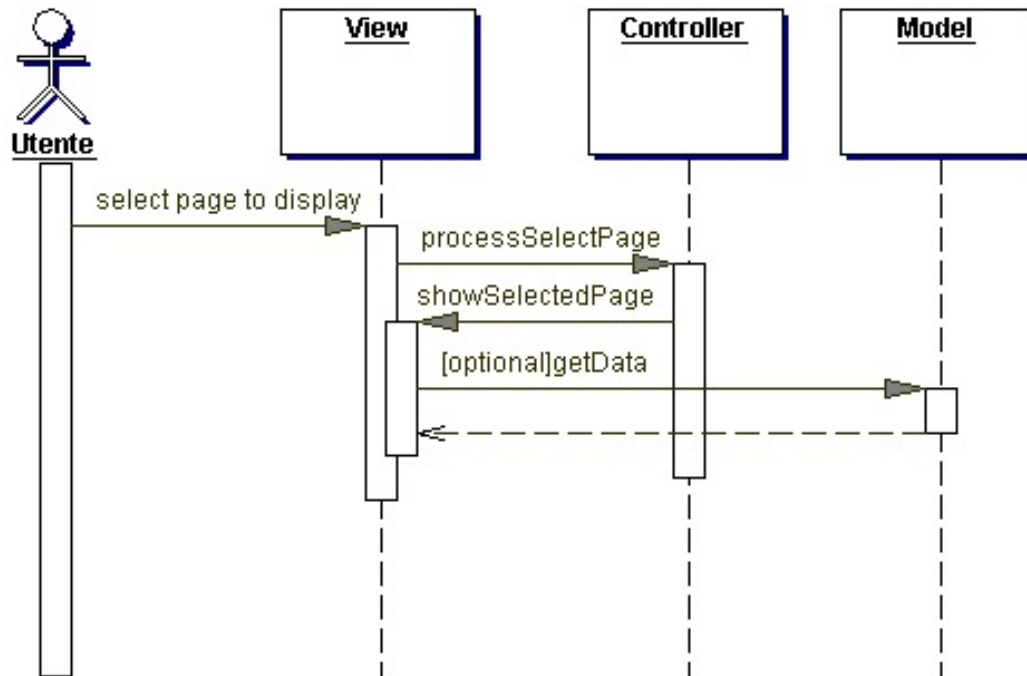 View
Controller
Model
Utente
select page to display
processSelectPage
showSelectedPage
[optional]getData